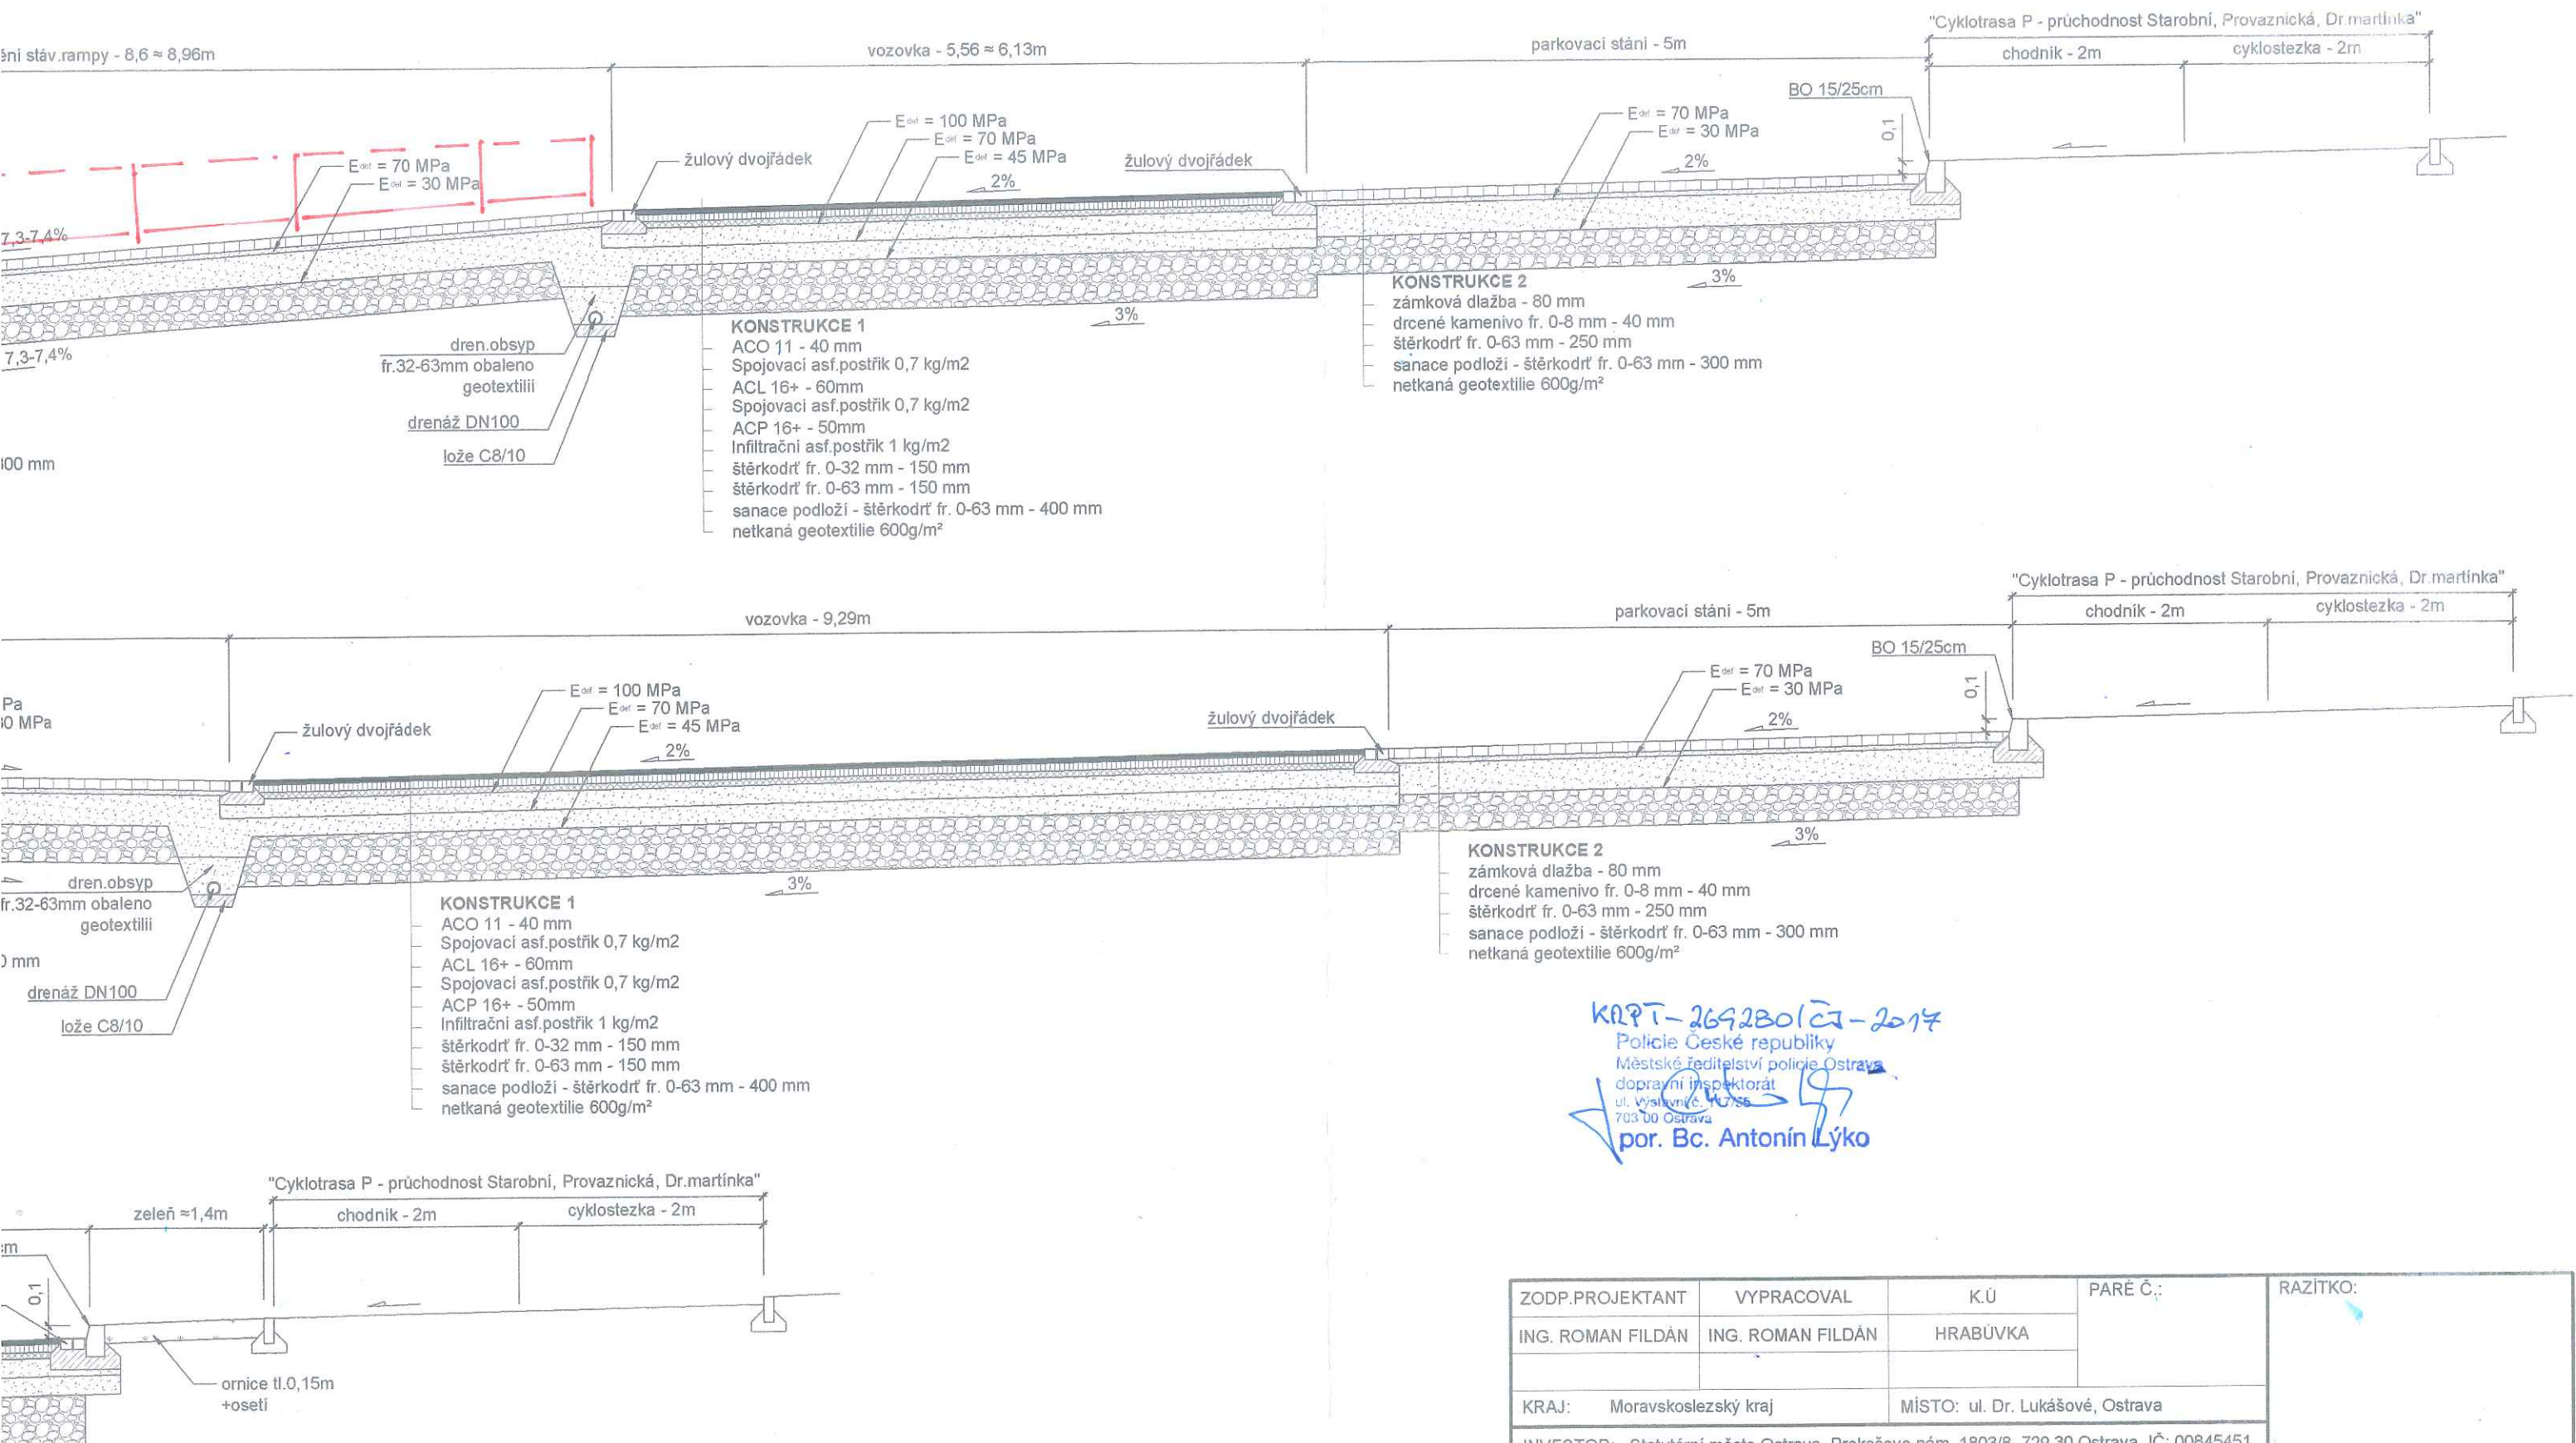 "Cyklotrasa P - průchodnost Starobní, Provaznická, Dr.martínka"
ění stáv.rampy - 8,6 ≈ 8,96m
vozovka - 5,56 ≈ 6,13m
parkovací stání - 5m
chodník - 2m
cyklostezka - 2m
BO 15/25cm
0,1
Edef = 70 MPa
Edef = 30 MPa
žulový dvojřádek
Edef = 100 MPa
Edef = 70 MPa
Edef = 45 MPa
2%
žulový dvojřádek
Edef = 70 MPa
Edef = 30 MPa
2%
7,3-7,4%
7,3-7,4%
dren.obsyp
fr.32-63mm obaleno
geotextilií
drenáž DN100
lože C8/10
300 mm
3%
KONSTRUKCE 1
ACO 11 - 40 mm
Spojovací asf.postřik 0,7 kg/m2
ACL 16+ - 60mm
Spojovací asf.postřik 0,7 kg/m2
ACP 16+ - 50mm
Infiltrační asf.postřik 1 kg/m2
štěrkodrť fr. 0-32 mm - 150 mm
štěrkodrť fr. 0-63 mm - 150 mm
sanace podloží - štěrkodrť fr. 0-63 mm - 400 mm
netkaná geotextilie 600g/m²
3%
KONSTRUKCE 2
zámková dlažba - 80 mm
drcené kamenivo fr. 0-8 mm - 40 mm
štěrkodrť fr. 0-63 mm - 250 mm
sanace podloží - štěrkodrť fr. 0-63 mm - 300 mm
netkaná geotextilie 600g/m²
"Cyklotrasa P - průchodnost Starobní, Provaznická, Dr.martínka"
vozovka - 9,29m
parkovací stání - 5m
chodník - 2m
cyklostezka - 2m
BO 15/25cm
0,1
Pa
0 MPa
žulový dvojřádek
Edef = 100 MPa
Edef = 70 MPa
Edef = 45 MPa
2%
žulový dvojřádek
Edef = 70 MPa
Edef = 30 MPa
2%
dren.obsyp
fr.32-63mm obaleno
geotextilií
0 mm
drenáž DN100
lože C8/10
3%
KONSTRUKCE 1
ACO 11 - 40 mm
Spojovací asf.postřik 0,7 kg/m2
ACL 16+ - 60mm
Spojovací asf.postřik 0,7 kg/m2
ACP 16+ - 50mm
Infiltrační asf.postřik 1 kg/m2
štěrkodrť fr. 0-32 mm - 150 mm
štěrkodrť fr. 0-63 mm - 150 mm
sanace podloží - štěrkodrť fr. 0-63 mm - 400 mm
netkaná geotextilie 600g/m²
3%
KONSTRUKCE 2
zámková dlažba - 80 mm
drcené kamenivo fr. 0-8 mm - 40 mm
štěrkodrť fr. 0-63 mm - 250 mm
sanace podloží - štěrkodrť fr. 0-63 mm - 300 mm
netkaná geotextilie 600g/m²
KRPT-269280/ČJ-2017
Policie České republiky
Městské ředitelství policie Ostrava
dopravní inspektorát
ul. Výstavní č.
703 00 Ostrava
por. Bc. Antonín Lýko
"Cyklotrasa P - průchodnost Starobní, Provaznická, Dr.martínka"
zeleň ≈1,4m
chodník - 2m
cyklostezka - 2m
cm
0,1
ornice tl.0,15m
+osetí
ZODP.PROJEKTANT
VYPRACOVAL
K.Ú
PARÉ Č.:
RAZÍTKO:
ING. ROMAN FILDÁN
ING. ROMAN FILDÁN
HRABŮVKA
KRAJ: Moravskoslezský kraj
MÍSTO: ul. Dr. Lukášové, Ostrava
INVESTOR: Statutární město Ostrava, Prokešovo nám. 1803/8, 729 30 Ostrava, IČ: 00845451